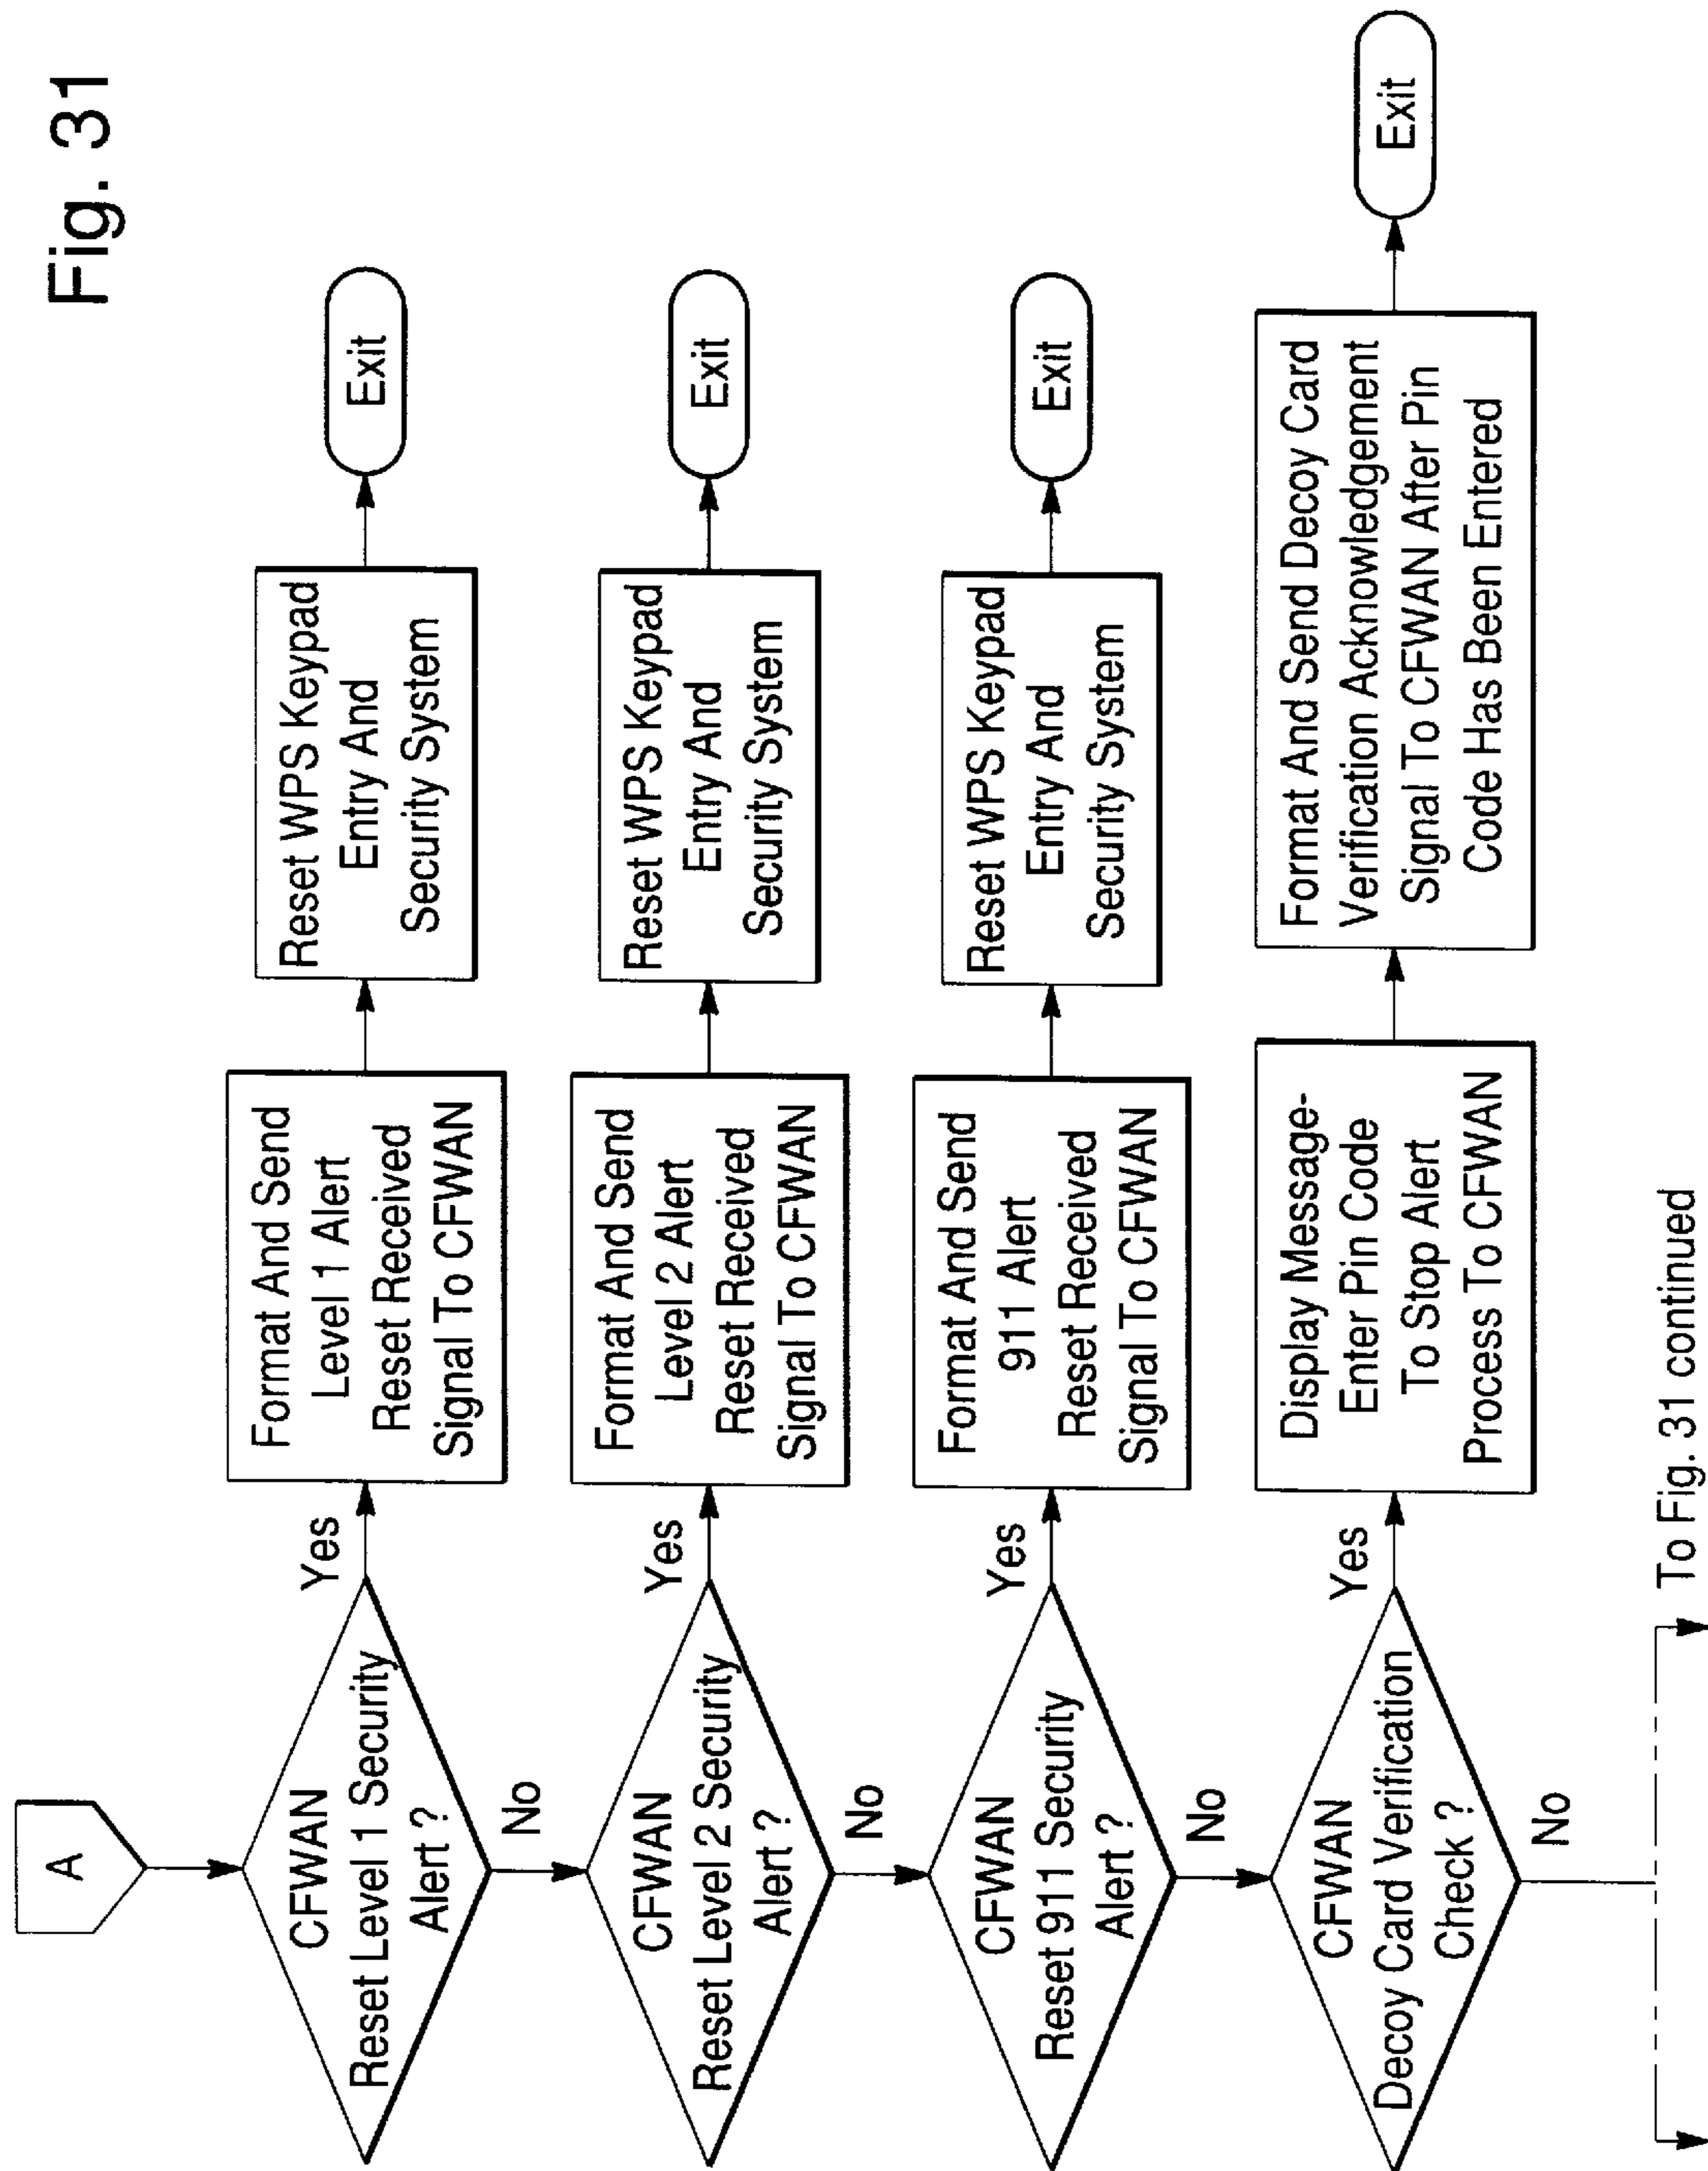 Fig. 31
A
CFWAN
Reset Level 1 Security
Alert ?
Yes
Format And Send
Level 1 Alert
Reset Received
Signal To CFWAN
Reset WPS Keypad
Entry And
Security System
Exit
No
CFWAN
Reset Level 2 Security
Alert ?
Yes
Format And Send
Level 2 Alert
Reset Received
Signal To CFWAN
Reset WPS Keypad
Entry And
Security System
Exit
No
CFWAN
Reset 911 Security
Alert ?
Yes
Format And Send
911 Alert
Reset Received
Signal To CFWAN
Reset WPS Keypad
Entry And
Security System
Exit
No
CFWAN
Decoy Card Verification
Check ?
Yes
Display Message-
Enter Pin Code
To Stop Alert
Process To CFWAN
Format And Send Decoy Card
Verification Acknowledgement
Signal To CFWAN After Pin
Code Has Been Entered
Exit
No
To Fig. 31 continued